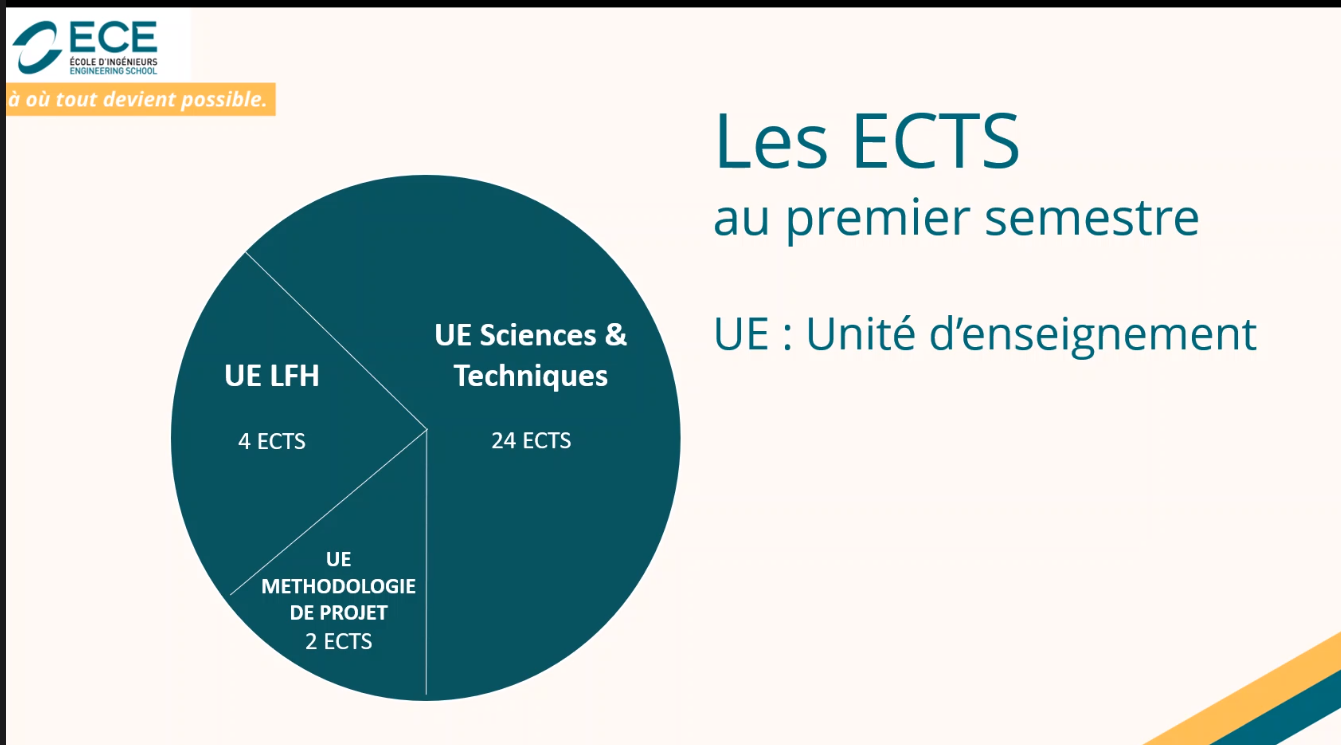 ECE
ÉCOLE D'INGÉNIEURS
ENGINEERING SCHOOL
à où tout devient possible.
Les ECTS
au premier semestre
UE : Unité d'enseignement
UE Sciences &
Techniques
24 ECTS
UE LFH
4 ECTS
UE
METHODOLOGIE
DE PROJET
2 ECTS